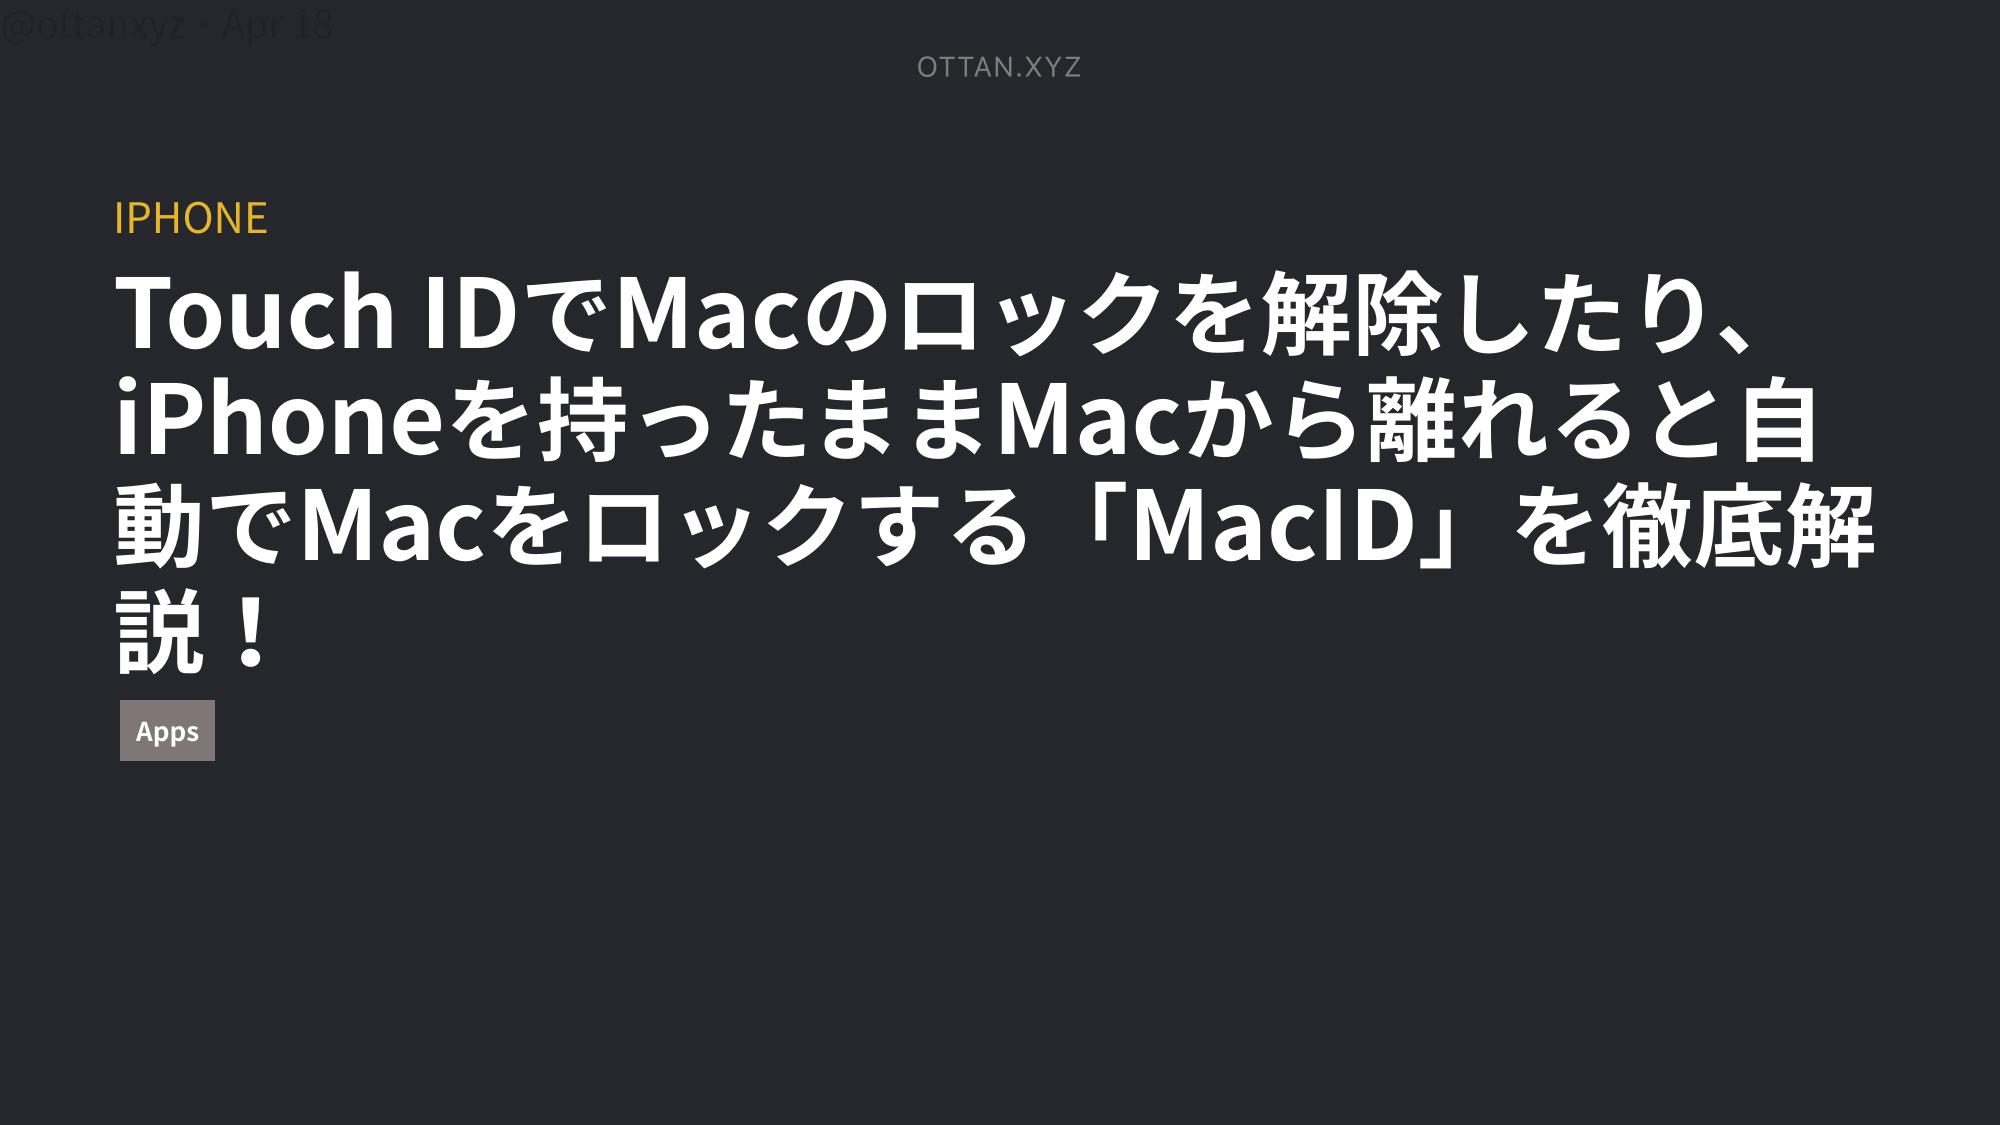 @ottanxyz・Apr 18
OTTAN.XYZ
IPHONE
Touch IDでMacのロックを解除したり、
iPhoneを持ったままMacから離れると自
動でMacをロックする「MacID」を徹底解
説！
Apps